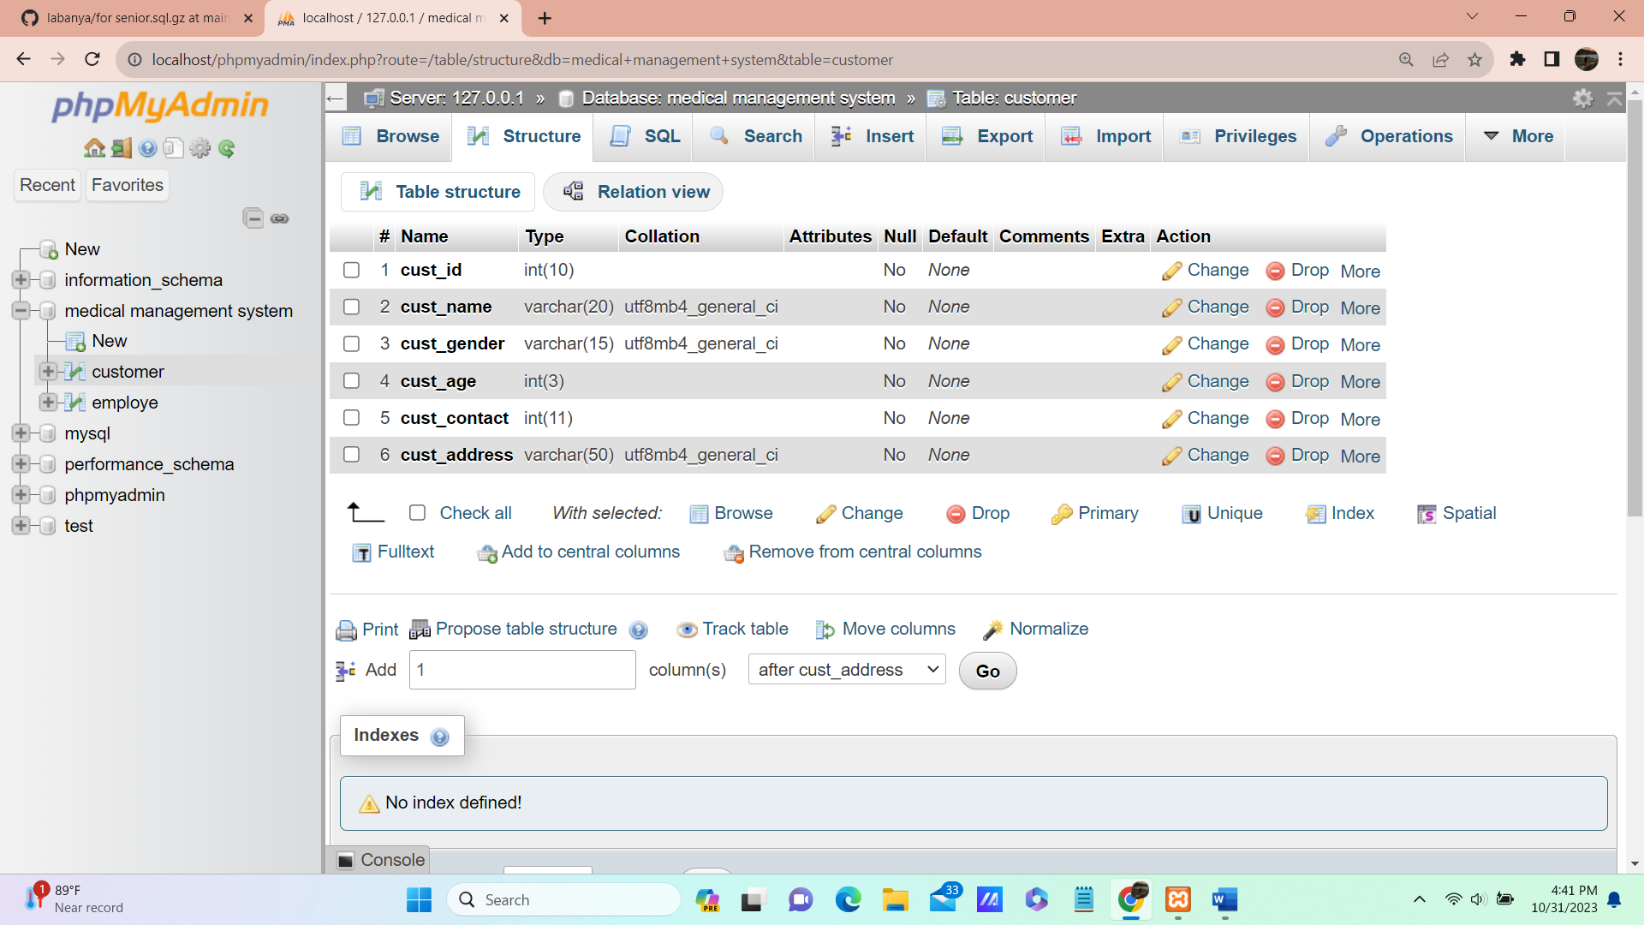 labanya/for senior.sql.gz at main
localhost / 127.0.0.1 / medical m
localhost/phpmyadmin/index.php?route=/table/structure&db=medical+management+system&table=customer
phpMyAdmin
Recent Favorites
New
information_schema
medical management system
New
customer
employe
mysql
performance_schema
phpmyadmin
test
Server: 127.0.0.1 » Database: medical management system » Table: customer
Browse Structure SQL Search Insert Export Import Privileges Operations More
Table structure Relation view
# Name Type Collation Attributes Null Default Comments Extra Action
1 cust_id int(10) No None Change Drop More
2 cust_name varchar(20) utf8mb4_general_ci No None Change Drop More
3 cust_gender varchar(15) utf8mb4_general_ci No None Change Drop More
4 cust_age int(3) No None Change Drop More
5 cust_contact int(11) No None Change Drop More
6 cust_address varchar(50) utf8mb4_general_ci No None Change Drop More
Check all With selected: Browse Change Drop Primary Unique Index Spatial
Fulltext Add to central columns Remove from central columns
Print Propose table structure Track table Move columns Normalize
Add 1 column(s) after cust_address Go
Indexes
No index defined!
Console
1 89°F
Near record
Search
PRE
33
4:41 PM
10/31/2023